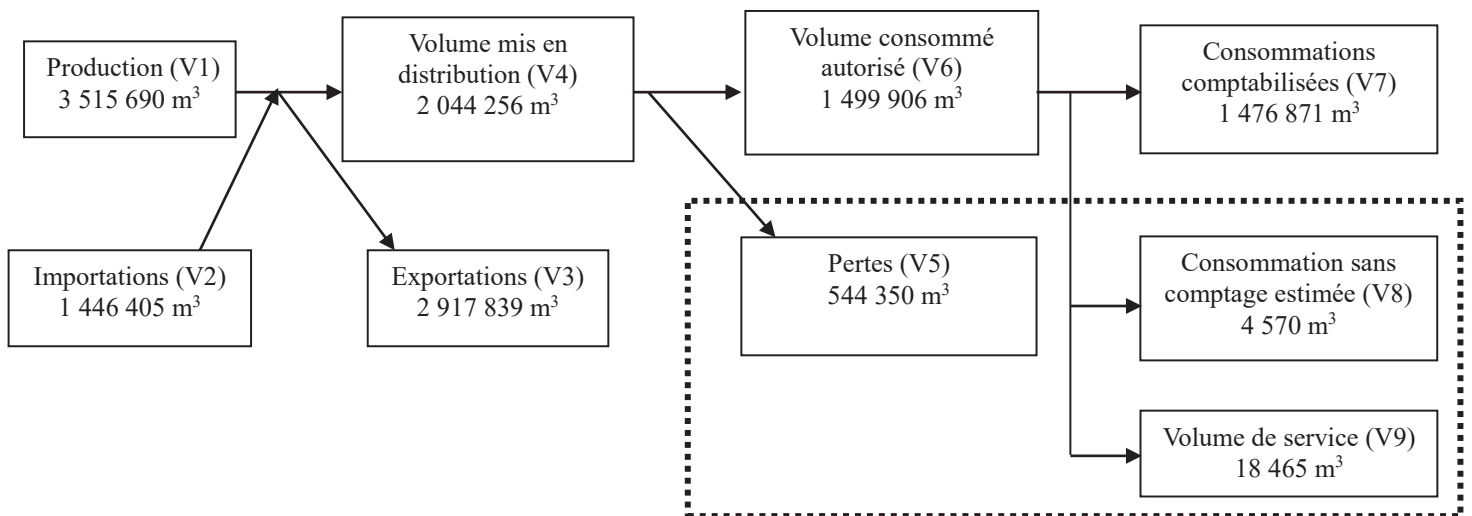 Production (V1)
3 515 690 m³
Volume mis en
distribution (V4)
2 044 256 m³
Volume consommé
autorisé (V6)
1 499 906 m³
Consommations
comptabilisées (V7)
1 476 871 m³
Importations (V2)
1 446 405 m³
Exportations (V3)
2 917 839 m³
Pertes (V5)
544 350 m³
Consommation sans
comptage estimée (V8)
4 570 m³
Volume de service (V9)
18 465 m³